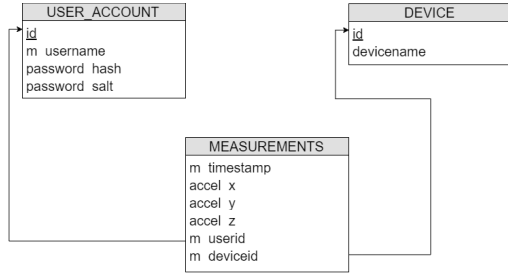 USER_ACCOUNT
id
m username
password hash
password salt
DEVICE
id
devicename
MEASUREMENTS
m timestamp
accel x
accel y
accel z
m userid
m deviceid